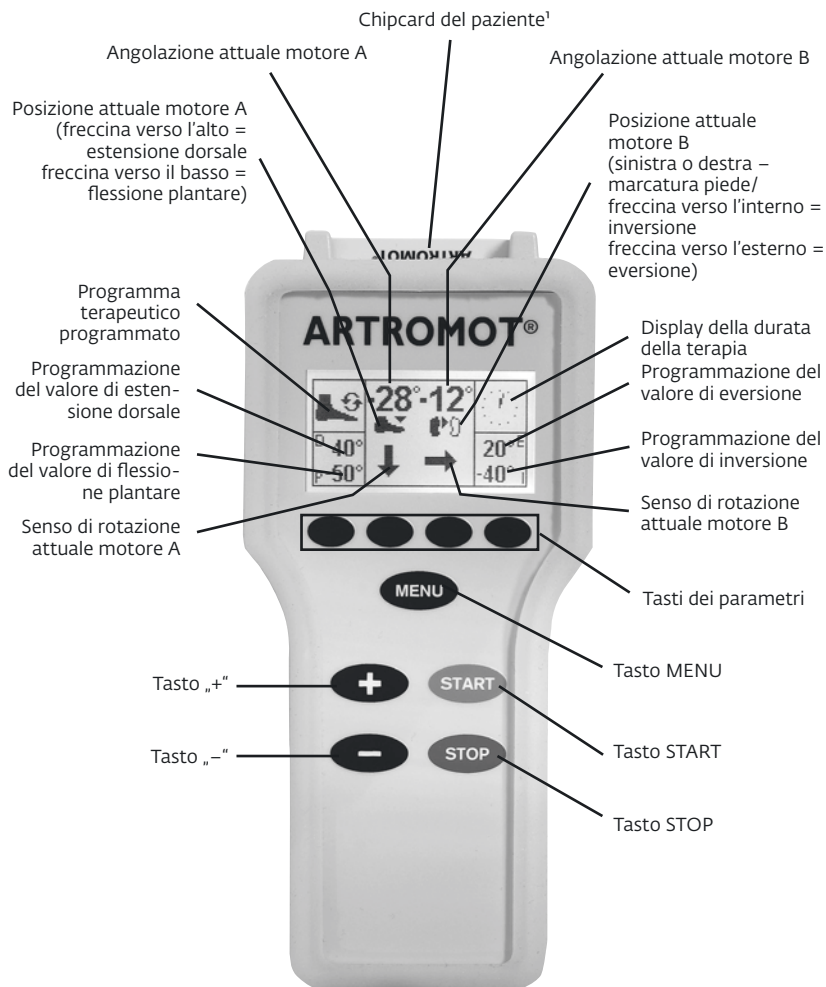 Chipcard del paziente¹
Angolazione attuale motore A
Angolazione attuale motore B
Posizione attuale motore A
(freccina verso l'alto =
estensione dorsale
freccina verso il basso =
flessione plantare)
Posizione attuale
motore B
(sinistra o destra –
marcatura piede/
freccina verso l'interno =
inversione
freccina verso l'esterno =
eversione)
ARTROMOT®
Programma
terapeutico
programmato
ARTROMOT®
Display della durata
della terapia
Programmazione
del valore di esten-
sione dorsale
Programmazione del
valore di eversione
-28° -12°
D 40°
20° E
P-50°
-40° I
Programmazione
del valore di flessio-
ne plantare
Programmazione del
valore di inversione
Senso di rotazione
attuale motore A
Senso di rotazione
attuale motore B
Tasti dei parametri
MENU
Tasto MENU
Tasto „+“
+
START
Tasto START
Tasto „–“
–
STOP
Tasto STOP